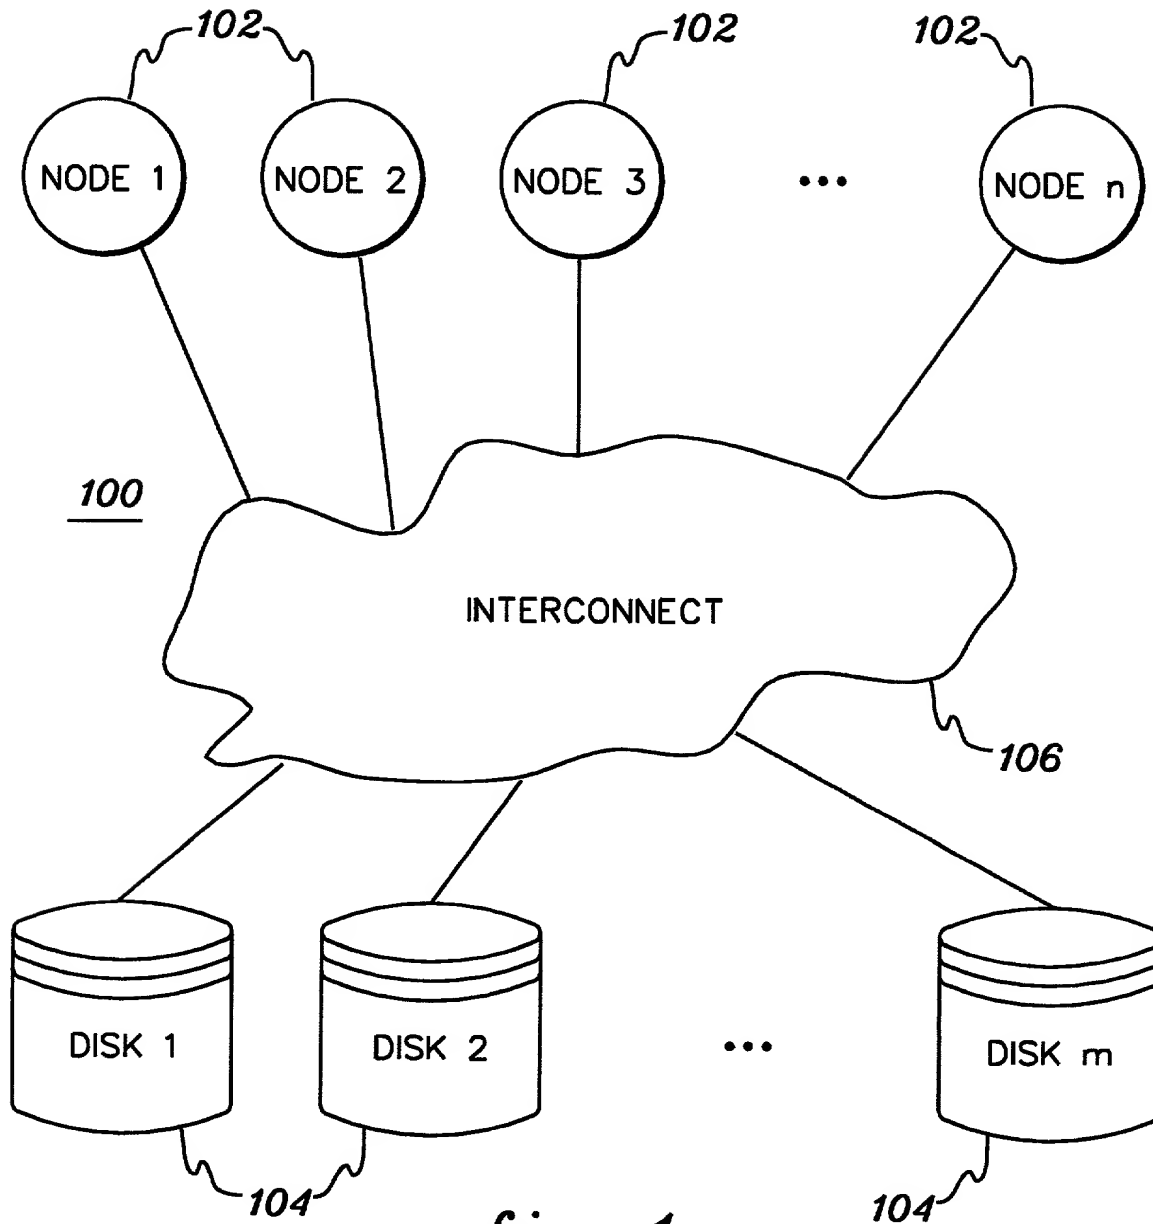 102 102 102
NODE 1 NODE 2 NODE 3 ... NODE n
100
INTERCONNECT
106
DISK 1 DISK 2 ... DISK m
104 104